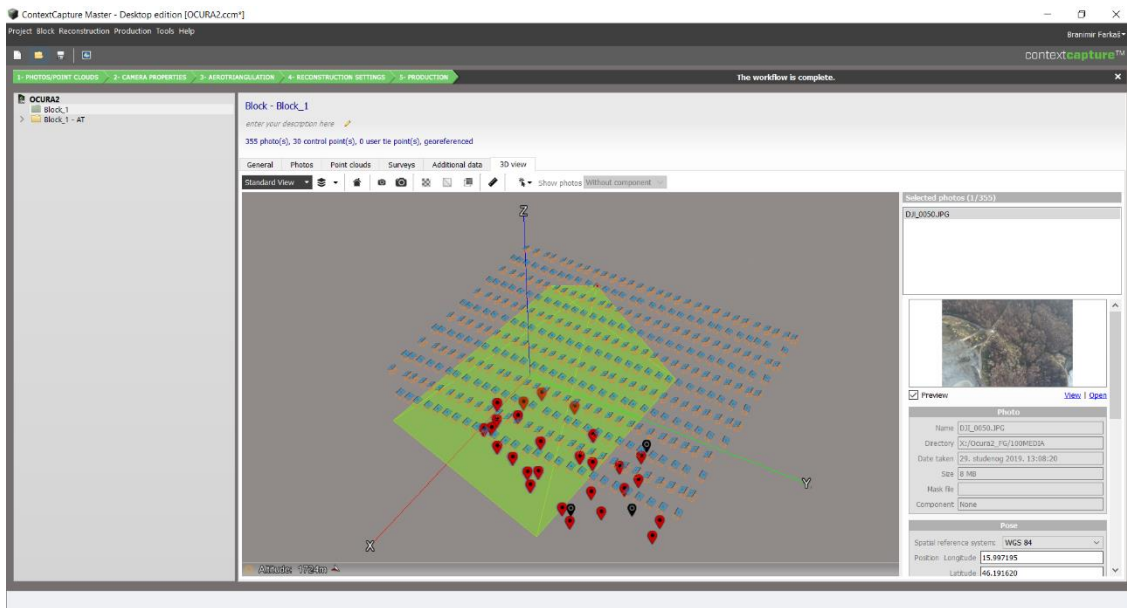 ContextCapture Master - Desktop edition [OCURA2.ccm*]
Project Block Reconstruction Production Tools Help
Branimir Farkaš
contextcapture™
1- PHOTOS/POINT CLOUDS 2- CAMERA PROPERTIES 3- AEROTRIANGULATION 4- RECONSTRUCTION SETTINGS 5- PRODUCTION The workflow is complete.
OCURA2
Block_1
Block_1 - AT
Block - Block_1
enter your description here
355 photo(s), 30 control point(s), 0 user tie point(s), georeferenced
General Photos Point clouds Surveys Additional data 3D view
Standard View Show photos Without component
Z
Y
X
Altitude: 1724m
Selected photos (1/355)
DJI_0050.JPG
Preview View | Open
Photo
Name DJI_0050.JPG
Directory X:/Ocura2_FG/100MEDIA
Date taken 29. studenog 2019. 13:08:20
Size 8 MB
Mask file
Component None
Pose
Spatial reference system: WGS 84
Position Longitude 15.997195
Latitude 46.191620